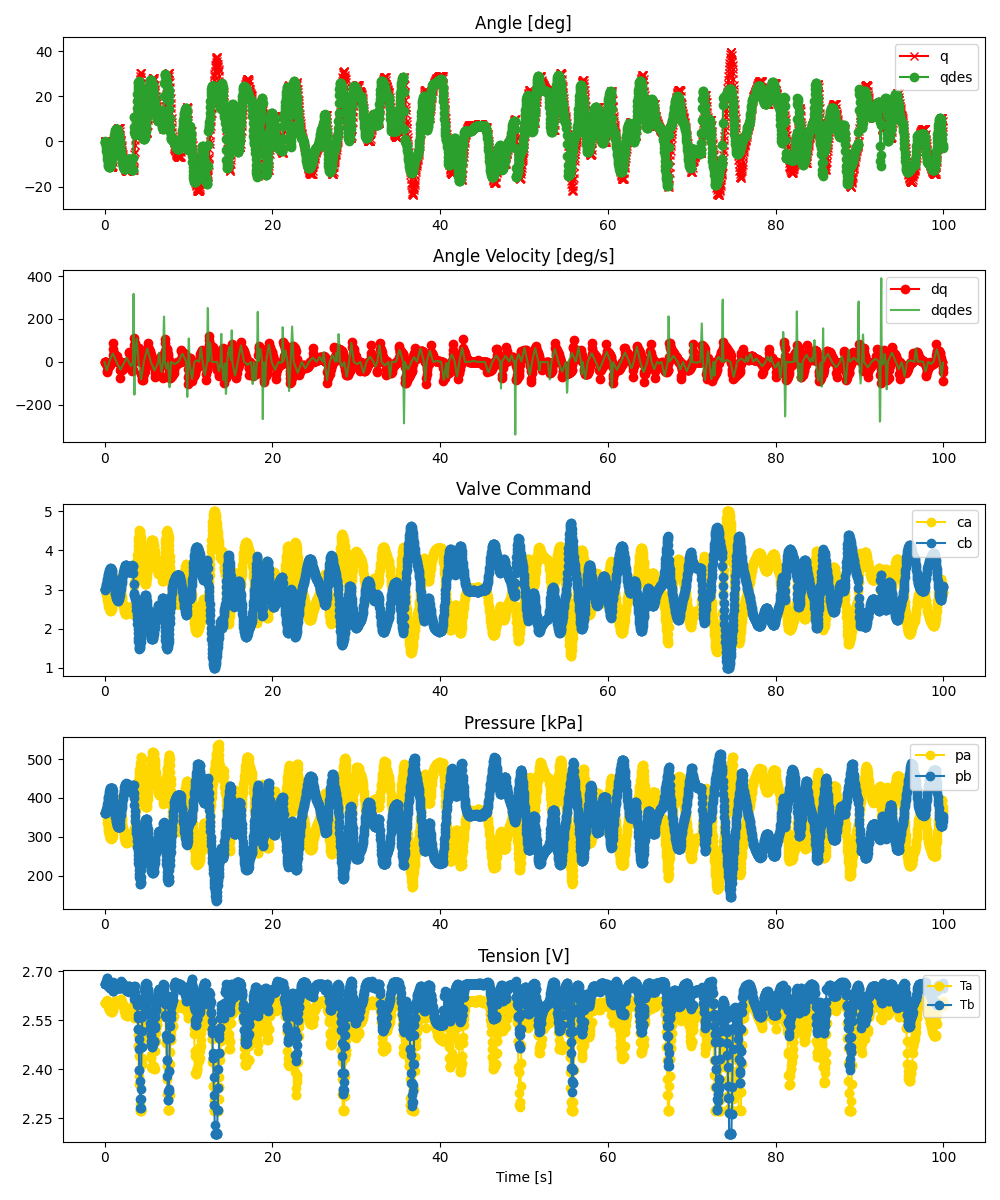 Angle [deg]
40
20
0
−20
q
qdes
0 20 40 60 80 100
Angle Velocity [deg/s]
400
200
0
−200
dq
dqdes
0 20 40 60 80 100
Valve Command
5
4
3
2
1
ca
cb
0 20 40 60 80 100
Pressure [kPa]
500
400
300
200
pa
pb
0 20 40 60 80 100
Tension [V]
2.70
2.55
2.40
2.25
Ta
Tb
0 20 40 60 80 100
Time [s]